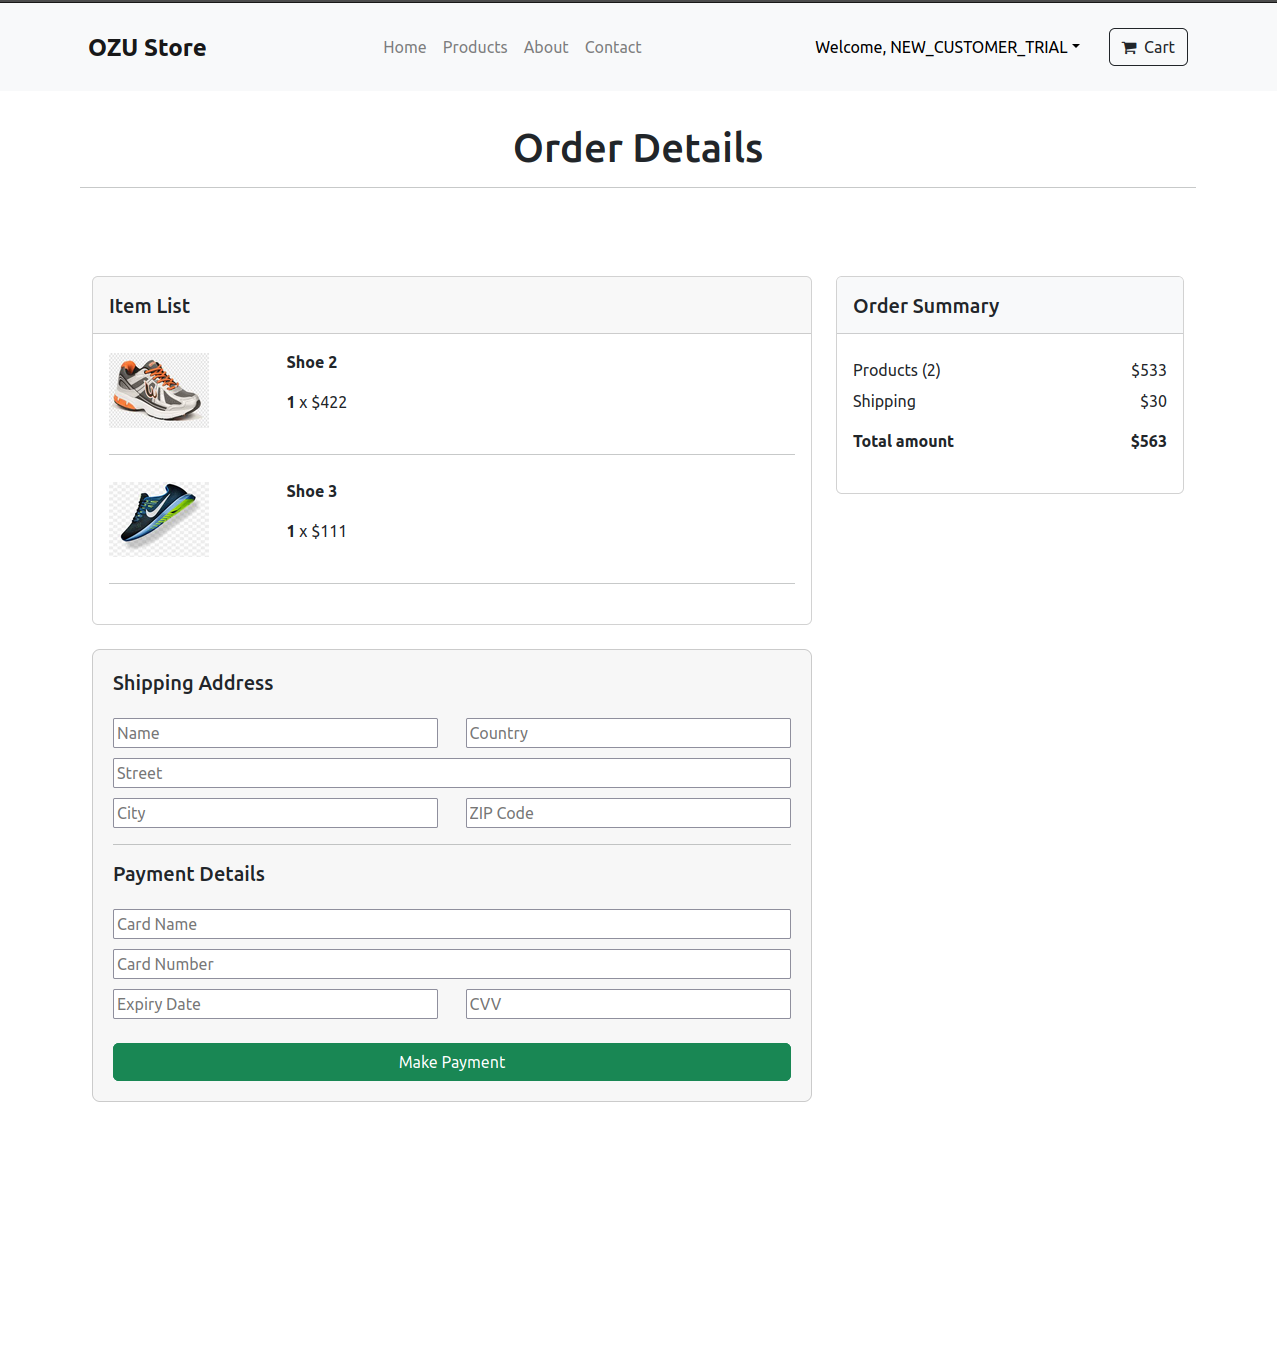 OZU Store
Home Products About Contact
Welcome, NEW_CUSTOMER_TRIAL
Cart
Order Details
Item List
Shoe 2
1 x $422
Shoe 3
1 x $111
Order Summary
Products (2) $533
Shipping $30
Total amount $563
Shipping Address
Name Country
Street
City ZIP Code
Payment Details
Card Name
Card Number
Expiry Date CVV
Make Payment